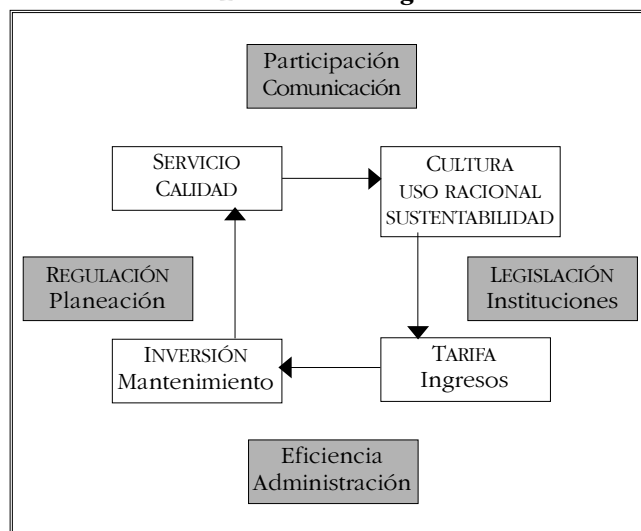 Participación
Comunicación
SERVICIO
CALIDAD
CULTURA
USO RACIONAL
SUSTENTABILIDAD
REGULACIÓN
Planeación
LEGISLACIÓN
Instituciones
INVERSIÓN
Mantenimiento
TARIFA
Ingresos
Eficiencia
Administración